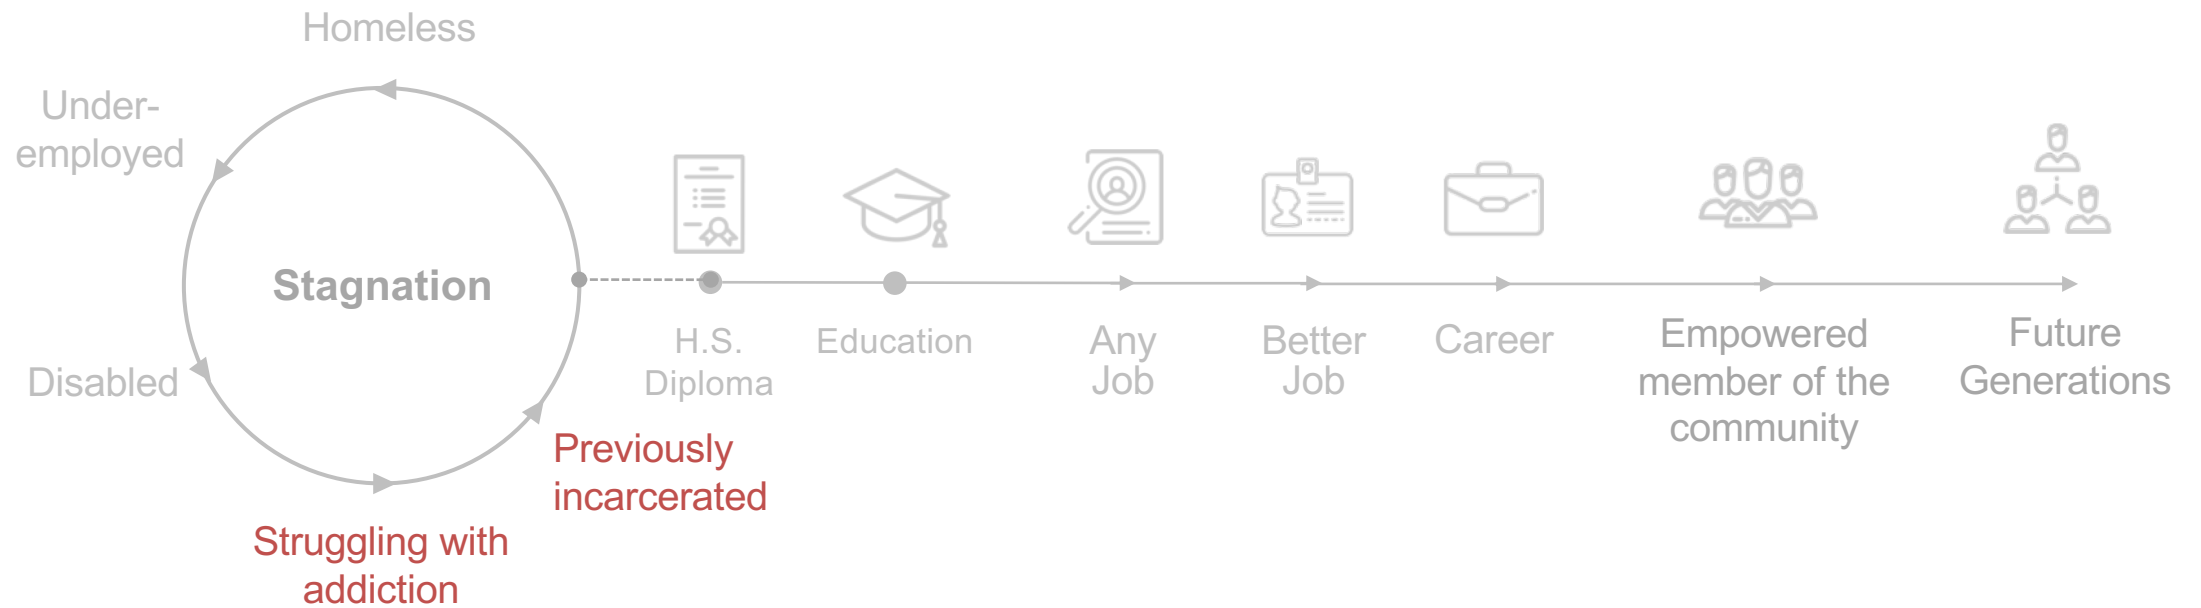 Homeless
Under-
employed
Stagnation
Disabled
Struggling with
addiction
Previously
incarcerated
H.S.
Diploma
Education
Any
Job
Better
Job
Career
Empowered
member of the
community
Future
Generations